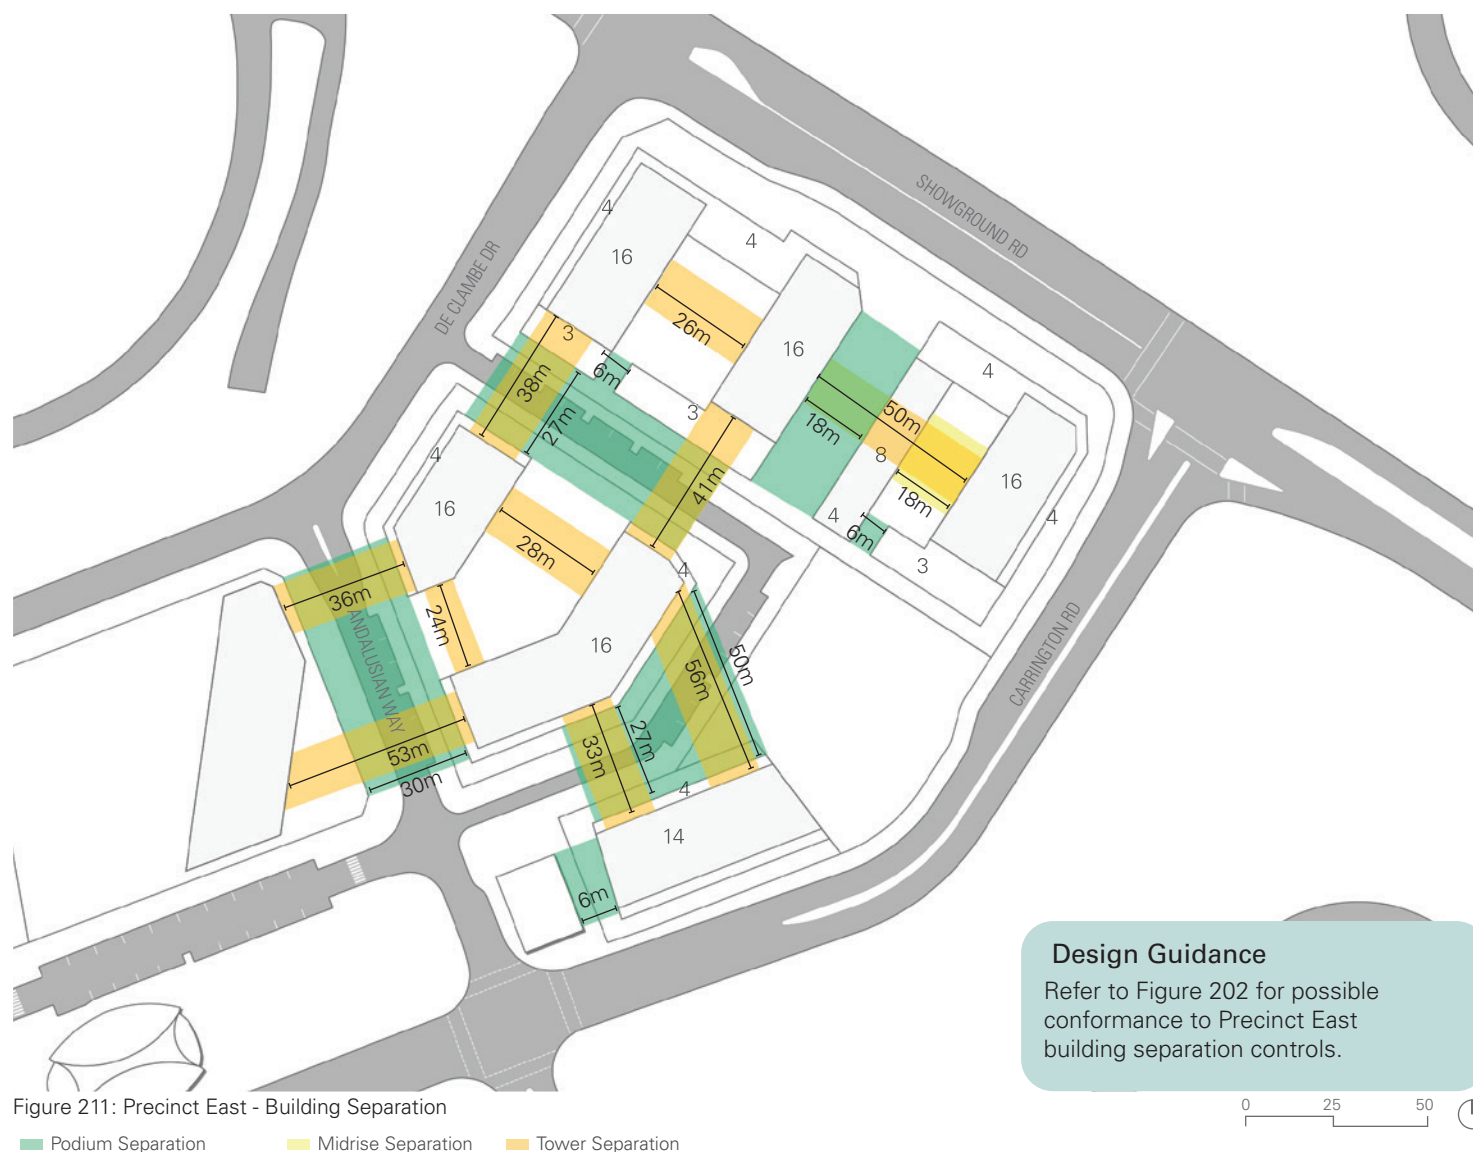 SHOWGROUND RD
DE CLAMBE DR
4
16
4
3
26m
6m
38m
27m
16
3
4
50m
18m
8
18m
16
4
4
6m
3
41m
4
16
28m
4
36m
24m
ANDALUSIAN WAY
16
50m
56m
CARRINGTON RD
53m
30m
33m
27m
4
14
6m
Design Guidance
Refer to Figure 202 for possible
conformance to Precinct East
building separation controls.
Figure 211: Precinct East - Building Separation
0 25 50
Podium Separation Midrise Separation Tower Separation